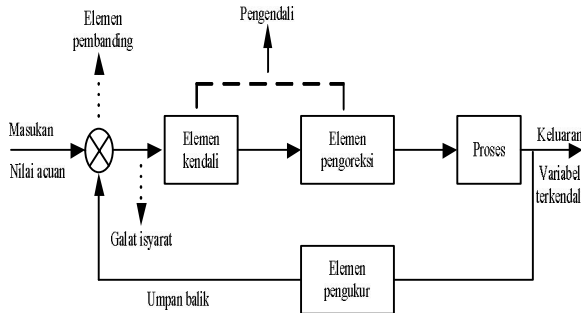 Elemen
pembanding
Pengendali
Masukan
Nilai acuan
Elemen
kendali
Elemen
pengoreksi
Proses
Keluaran
Variabel
terkendal
Galat isyarat
Umpan balik
Elemen
pengukur